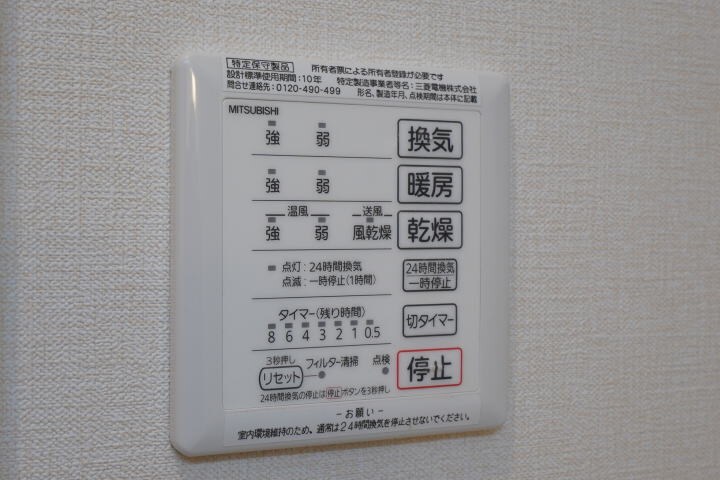 特定保守製品 所有者票による所有者登録が必要です
設計標準使用期間:10年 特定製造事業者等名:三菱電機株式会社
問合せ連絡先:0120-490-499 形名、製造年月、点検期間は本体に記載
MITSUBISHI
強 弱 換気
強 弱 暖房
温風 送風
強 弱 風乾燥 乾燥
点灯:24時間換気
点滅:一時停止(1時間)
24時間換気
一時停止
タイマー(残り時間)
8 6 4 3 2 1 0.5
切タイマー
3秒押し
リセット フィルター清掃 点検
停止
24時間換気の停止は停止ボタンを3秒押し
-お願い-
室内環境維持のため、通常は24時間換気を停止させないでください。